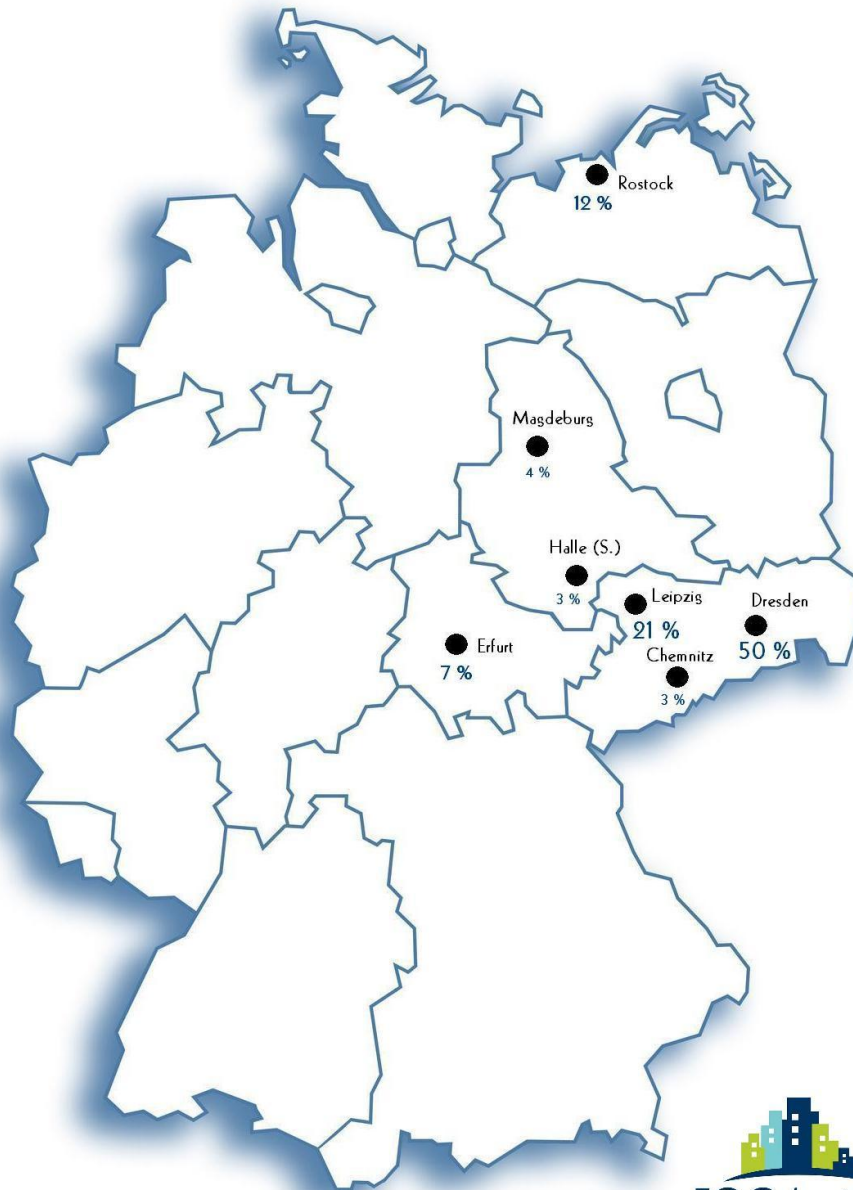 Rostock
12 %
Magdeburg
4 %
Halle (S.)
3 %
Leipzig
21 %
Dresden
50 %
Erfurt
7 %
Chemnitz
3 %